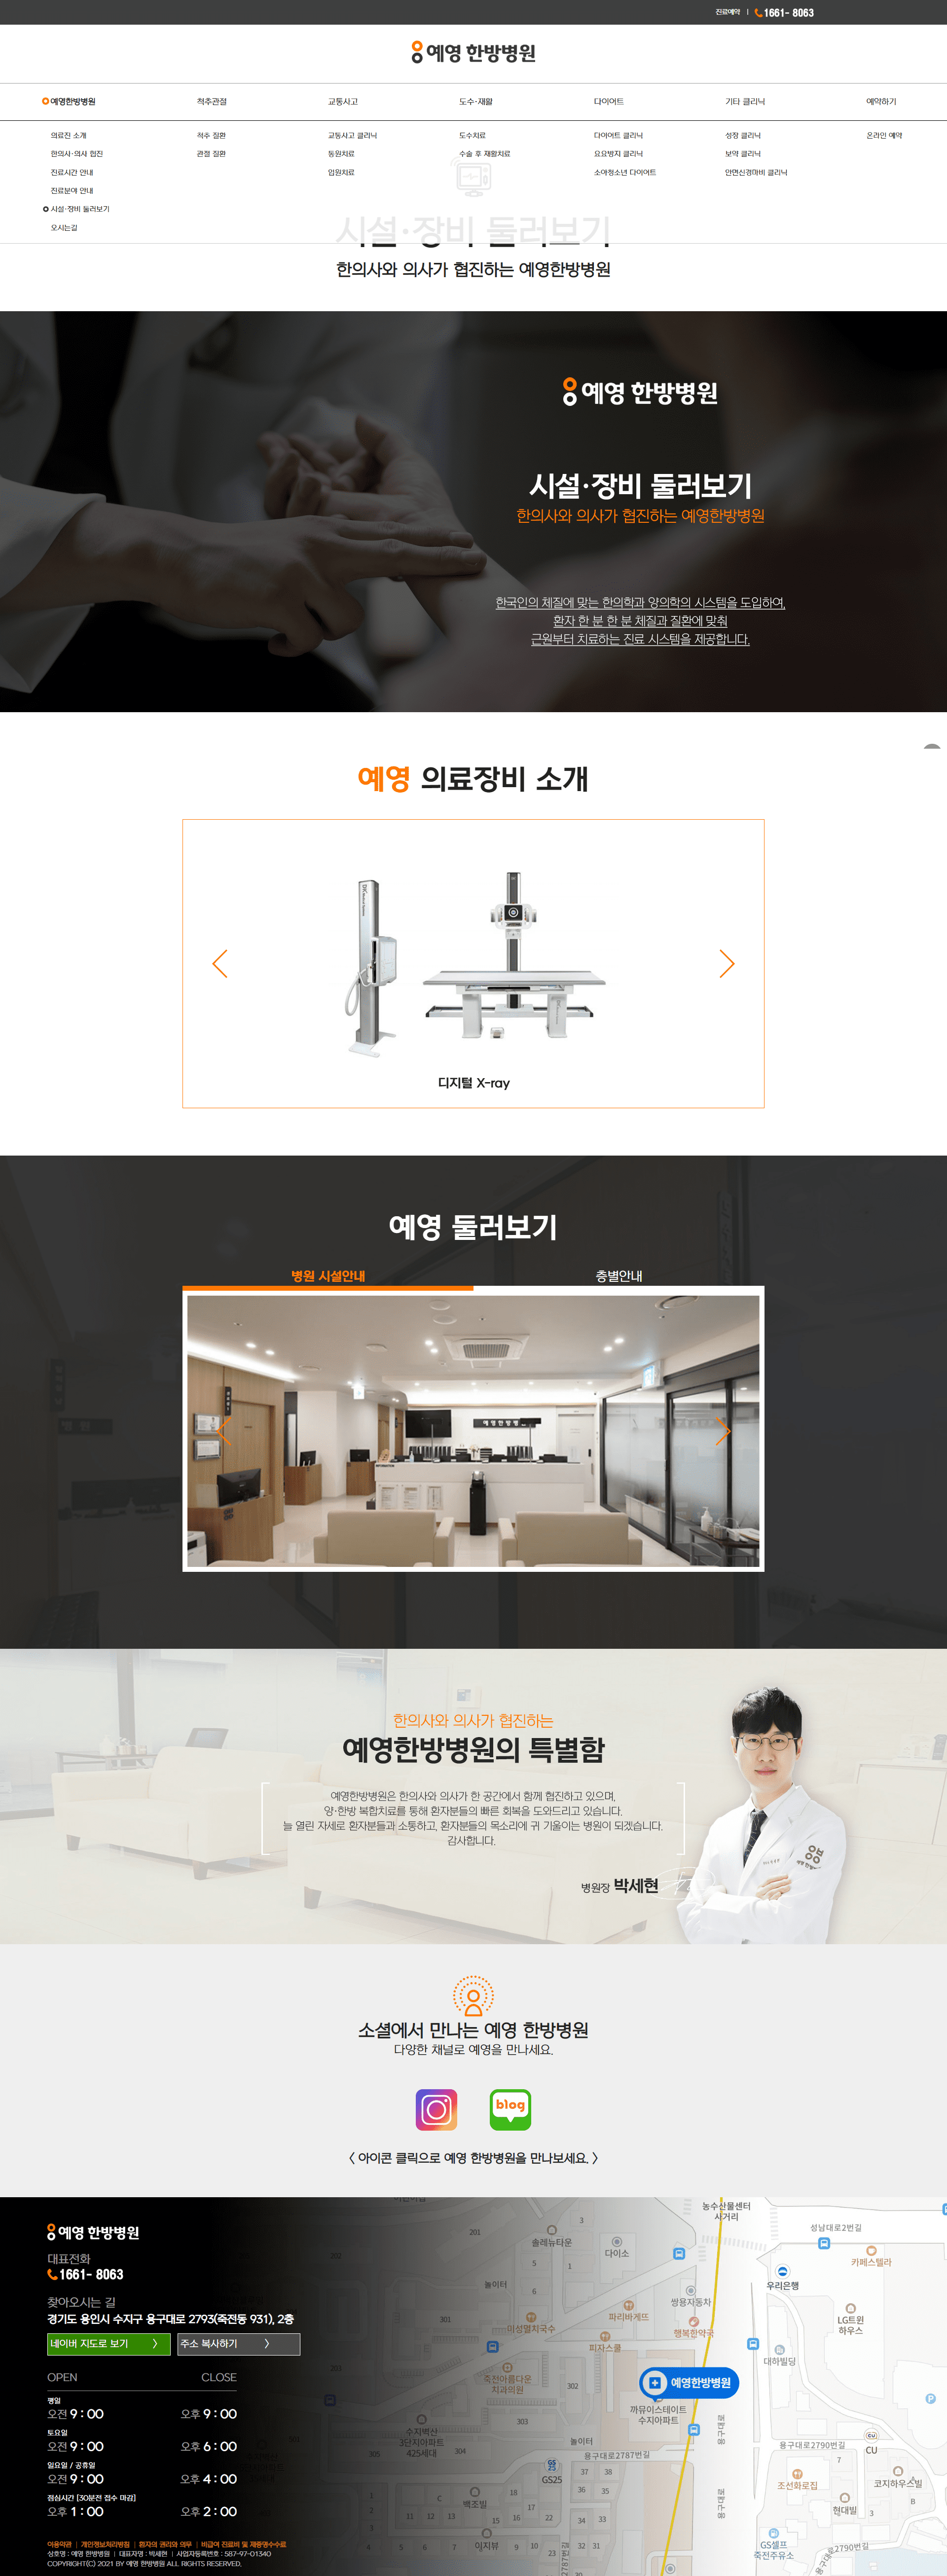 진료예약 | 1661- 8063
예영 한방병원
예영한방병원 척추관절 교통사고 도수·재활 다이어트 기타 클리닉 예약하기
의료진 소개 척추 질환 교통사고 클리닉 도수치료 다이어트 클리닉 성장 클리닉 온라인 예약
한의사·의사 협진 관절 질환 동원치료 수술 후 재활치료 요요방지 클리닉 보약 클리닉
진료시간 안내 입원치료 소아청소년 다이어트 안면신경마비 클리닉
진료분야 안내
시설·장비 둘러보기
오시는길
시설·장비 둘러보기
한의사와 의사가 협진하는 예영한방병원
예영 한방병원
시설·장비 둘러보기
한의사와 의사가 협진하는 예영한방병원
한국인의 체질에 맞는 한의학과 양의학의 시스템을 도입하여,
환자 한 분 한 분 체질과 질환에 맞춰
근원부터 치료하는 진료 시스템을 제공합니다.
예영 의료장비 소개
디지털 X-ray
예영 둘러보기
병원 시설안내 층별안내
한의사와 의사가 협진하는
예영한방병원의 특별함
예영한방병원은 한의사와 의사가 한 공간에서 함께 협진하고 있으며,
양·한방 복합치료를 통해 환자분들의 빠른 회복을 도와드리고 있습니다.
늘 열린 자세로 환자분들과 소통하고, 환자분들의 목소리에 귀 기울이는 병원이 되겠습니다.
감사합니다.
병원장 박세현
소셜에서 만나는 예영 한방병원
다양한 채널로 예영을 만나세요.
blog
〈 아이콘 클릭으로 예영 한방병원을 만나보세요. 〉
예영 한방병원
대표전화
1661- 8063
찾아오시는 길
경기도 용인시 수지구 용구대로 2793(죽전동 931), 2층
네이버 지도로 보기 〉 주소 복사하기 〉
OPEN CLOSE
평일
오전 9 : 00 오후 9 : 00
토요일
오전 9 : 00 오후 6 : 00
일요일 / 공휴일
오전 9 : 00 오후 4 : 00
점심시간 [30분전 접수 마감]
오후 1 : 00 오후 2 : 00
이용약관 | 개인정보처리방침 | 환자의 권리와 의무 | 비급여 진료비 및 제증명수수료
상호명 : 예영 한방병원 | 대표자명 : 박세현 | 사업자등록번호 : 587-97-01340
COPYRIGHT(C) 2021 BY 예영 한방병원 ALL RIGHTS RESERVED.
농수산물센터
사거리
성남대로2번길
카페스텔라
우리은행
솔레뉴타운
다이소
놀이터
쌍용자동차
파리바게뜨
미성멸치국수
행복한약국
피자스쿨
LG트윈
하우스
대하빌딩
예영한방병원
죽전아름다운
치과의원
까뮤이스테이트
수지아파트
수지벽산
3단지아파트
425세대
놀이터
용구대로2787번길
용구대로
용구대로2790번길
CU
GS25
조선화로집
코지하우스빌
백조빌
현대빌
이지뷰
GS셀프
죽전주유소
용구대로
2787번길
용구대로2790번길